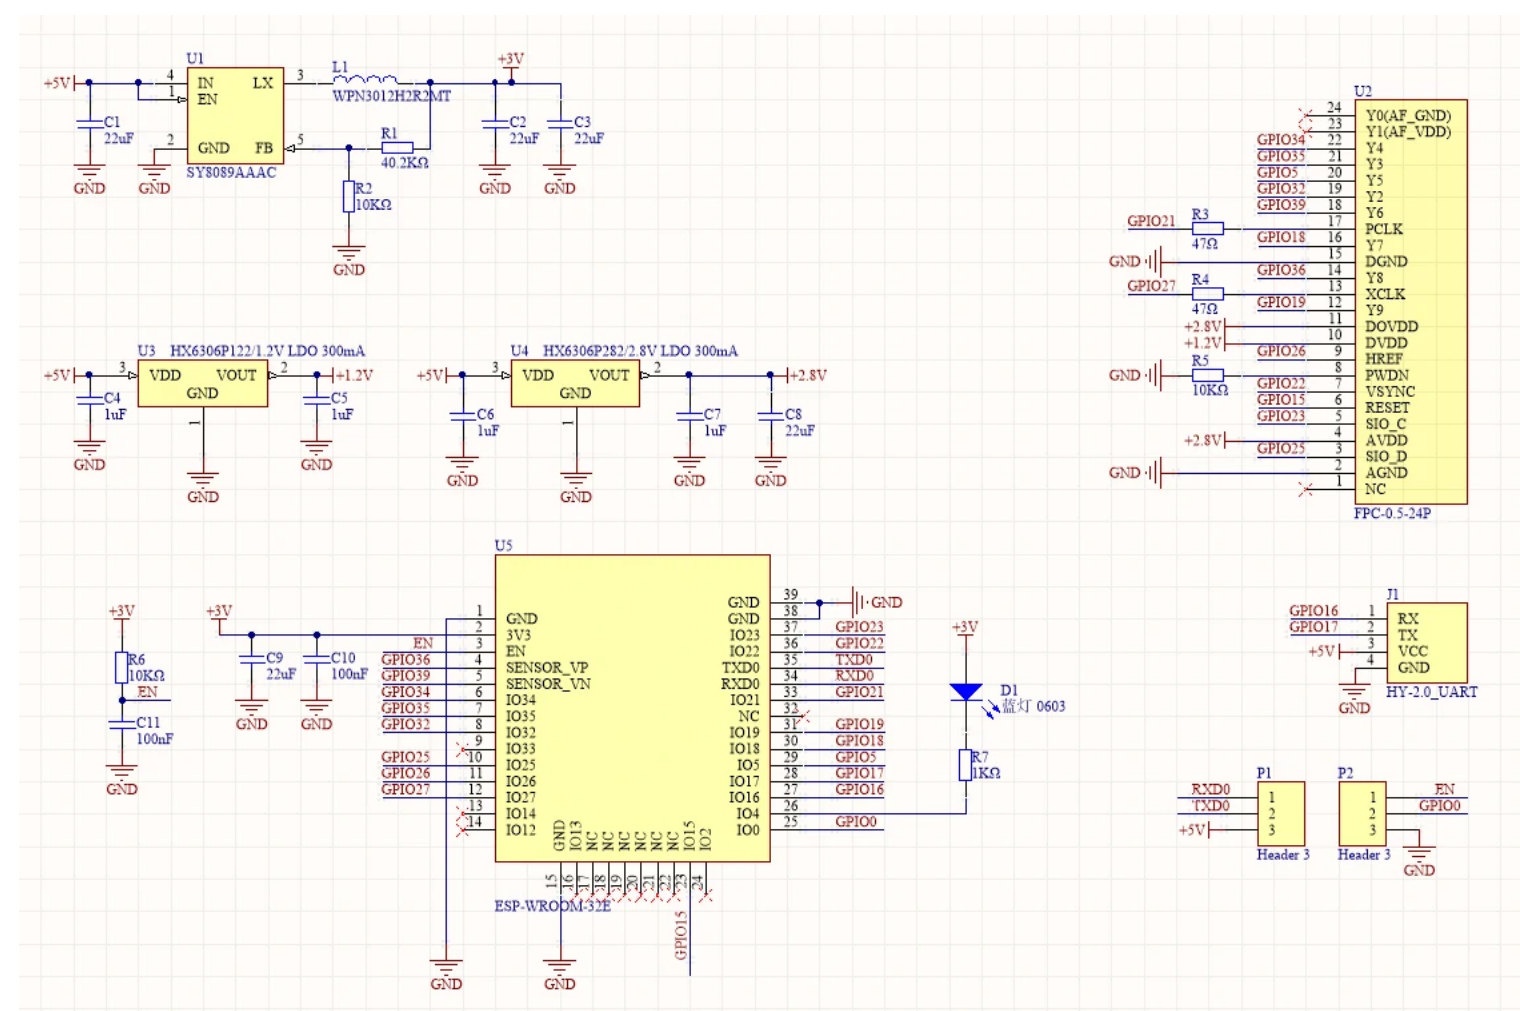 U1
+5V
4
IN
LX
3
1
EN
2
GND
FB
5
SY8089AAAC
C1
22uF
GND
GND
L1
WPN3012H2R2MT
+3V
R1
40.2KΩ
R2
10KΩ
GND
C2
22uF
GND
C3
22uF
GND
U3 HX6306P122/1.2V LDO 300mA
+5V
3
VDD VOUT
2
+1.2V
GND
1
C4
1uF
GND
GND
C5
1uF
GND
U4 HX6306P282/2.8V LDO 300mA
+5V
3
VDD VOUT
2
+2.8V
GND
1
C6
1uF
GND
GND
C7
1uF
GND
C8
22uF
GND
U2
24 Y0(AF_GND)
23 Y1(AF_VDD)
GPIO34 22 Y4
GPIO35 21 Y3
GPIO5 20 Y5
GPIO32 19 Y2
GPIO39 18 Y6
GPIO21 R3 47Ω 17 PCLK
GPIO18 16 Y7
GND 15 DGND
GPIO36 14 Y8
GPIO27 R4 47Ω 13 XCLK
GPIO19 12 Y9
+2.8V 11 DOVDD
+1.2V 10 DVDD
GPIO26 9 HREF
GND R5 10KΩ 8 PWDN
GPIO22 7 VSYNC
GPIO15 6 RESET
GPIO23 5 SIO_C
+2.8V 4 AVDD
GPIO25 3 SIO_D
GND 2 AGND
1 NC
FPC-0.5-24P
+3V
R6
10KΩ
EN
C11
100nF
GND
+3V
C9
22uF
GND
C10
100nF
GND
U5
1 GND
2 3V3
EN 3 EN
GPIO36 4 SENSOR_VP
GPIO39 5 SENSOR_VN
GPIO34 6 IO34
GPIO35 7 IO35
GPIO32 8 IO32
9 IO33
GPIO25 10 IO25
GPIO26 11 IO26
GPIO27 12 IO27
13 IO14
14 IO12
GND 39 GND
GND 38
IO23 37 GPIO23
IO22 36 GPIO22
TXD0 35 TXD0
RXD0 34 RXD0
IO21 33 GPIO21
NC 32
IO19 31 GPIO19
IO18 30 GPIO18
IO5 29 GPIO5
IO17 28 GPIO17
IO16 27 GPIO16
IO4 26
IO0 25 GPIO0
GND IO13 NC NC NC NC NC NC IO15 IO2
15 16 17 18 19 20 21 22 23 24
ESP-WROOM-32E
GPIO15
GND
GND
+3V
D1
蓝灯 0603
R7
1KΩ
J1
GPIO16 1 RX
GPIO17 2 TX
+5V 3 VCC
4 GND
HY-2.0_UART
GND
P1
RXD0 1
TXD0 2
+5V 3
Header 3
P2
1 EN
2 GPIO0
3
Header 3
GND